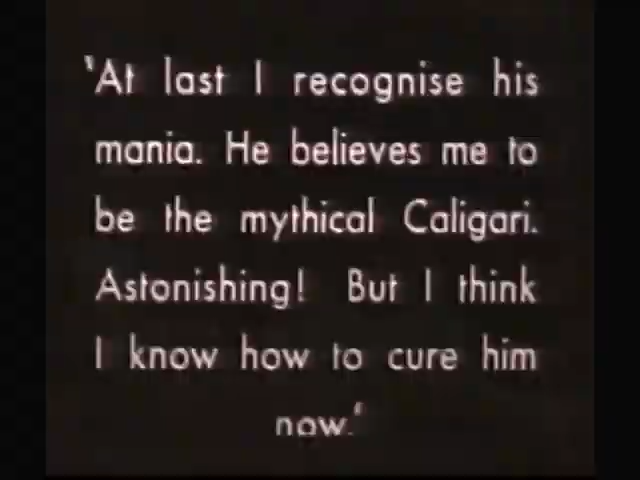 'At last I recognise his
mania. He believes me to
be the mythical Caligari.
Astonishing! But I think
I know how to cure him
now.'